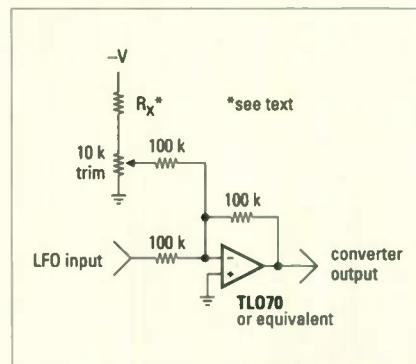 –V
Rx*
*see text
10 k
trim
100 k
100 k
LFO input
100 k
–
+
converter
output
TL070
or equivalent